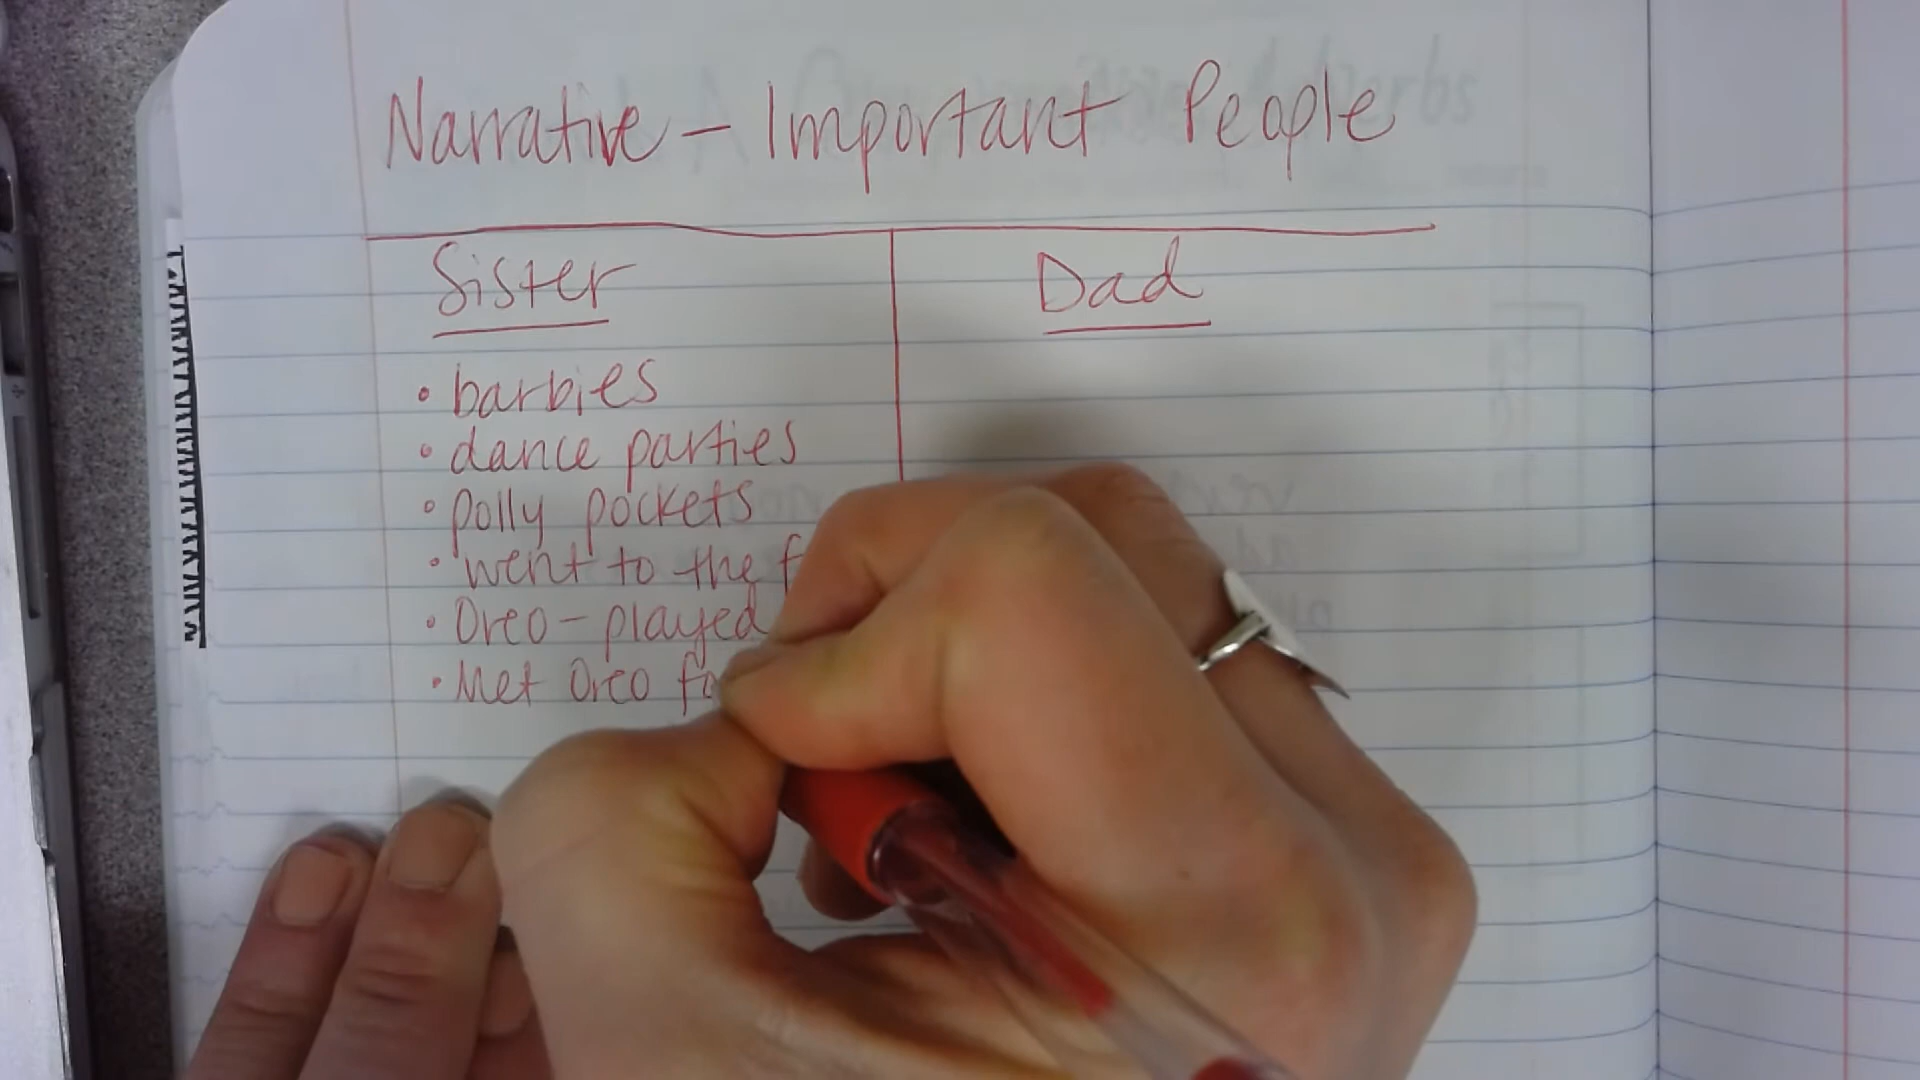 Narrative - Important People
Sister
Dad
• barbies
• dance parties
• polly pockets
• went to the
• Oreo - played
• Met Oreo